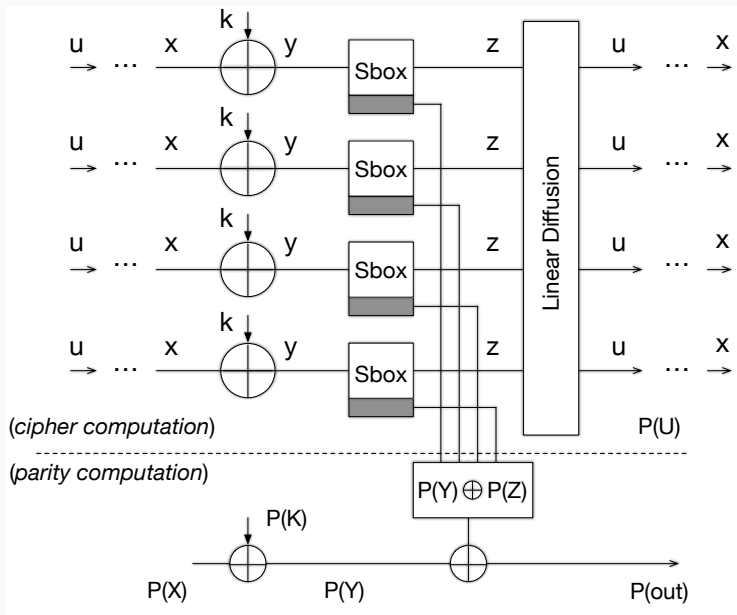 k
u ... x y Sbox z u ... x
k
u ... x y Sbox z u ... x
k
u ... x y Sbox z u ... x
k
u ... x y Sbox z u ... x
Linear Diffusion
(cipher computation) P(U)
(parity computation)
P(Y) ⊕ P(Z)
P(K)
P(X) P(Y) P(out)